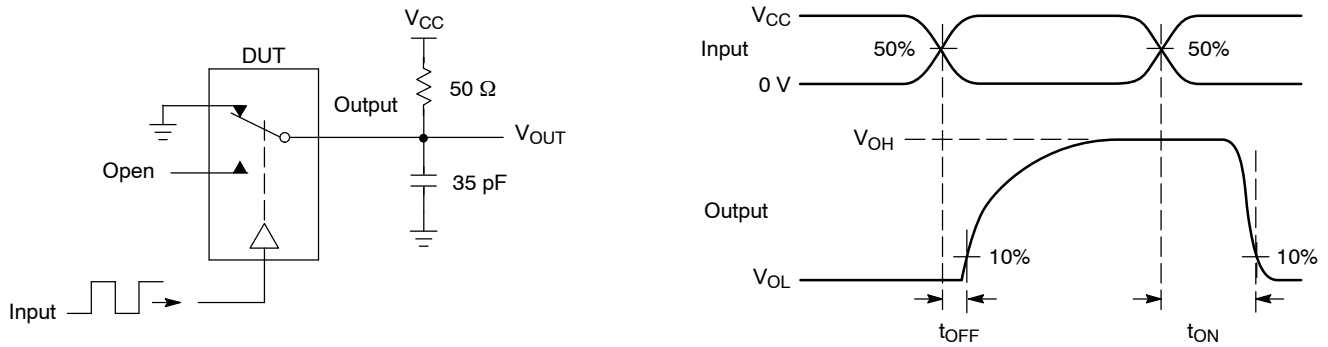 V_CC
DUT
50 Ω
Output
V_OUT
Open
35 pF
Input
V_CC
Input
50%
50%
0 V
V_OH
Output
10%
10%
V_OL
t_OFF
t_ON